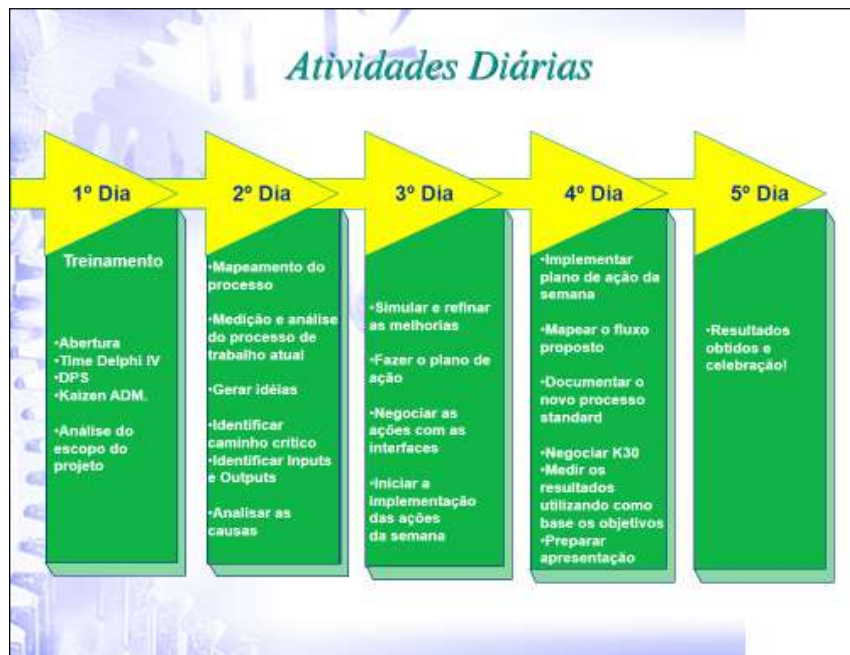 Atividades Diárias
1º Dia
Treinamento
•Abertura
•Time Delphi IV
•DPS
•Kaizen ADM.
•Análise do
escopo do
projeto
2º Dia
•Mapeamento do
processo
•Medição e análise
do processo de
trabalho atual
•Gerar idéias
•Identificar
caminho crítico
•Identificar Inputs
e Outputs
•Analisar as
causas
3º Dia
•Simular e refinar
as melhorias
•Fazer o plano de
ação
•Negociar as
ações com as
interfaces
•Iniciar a
implementação
das ações
da semana
4º Dia
•Implementar
plano de ação da
semana
•Mapear o fluxo
proposto
•Documentar o
novo processo
standard
•Negociar K30
•Medir os
resultados
utilizando como
base os objetivos
•Preparar
apresentação
5º Dia
•Resultados
obtidos e
celebração!